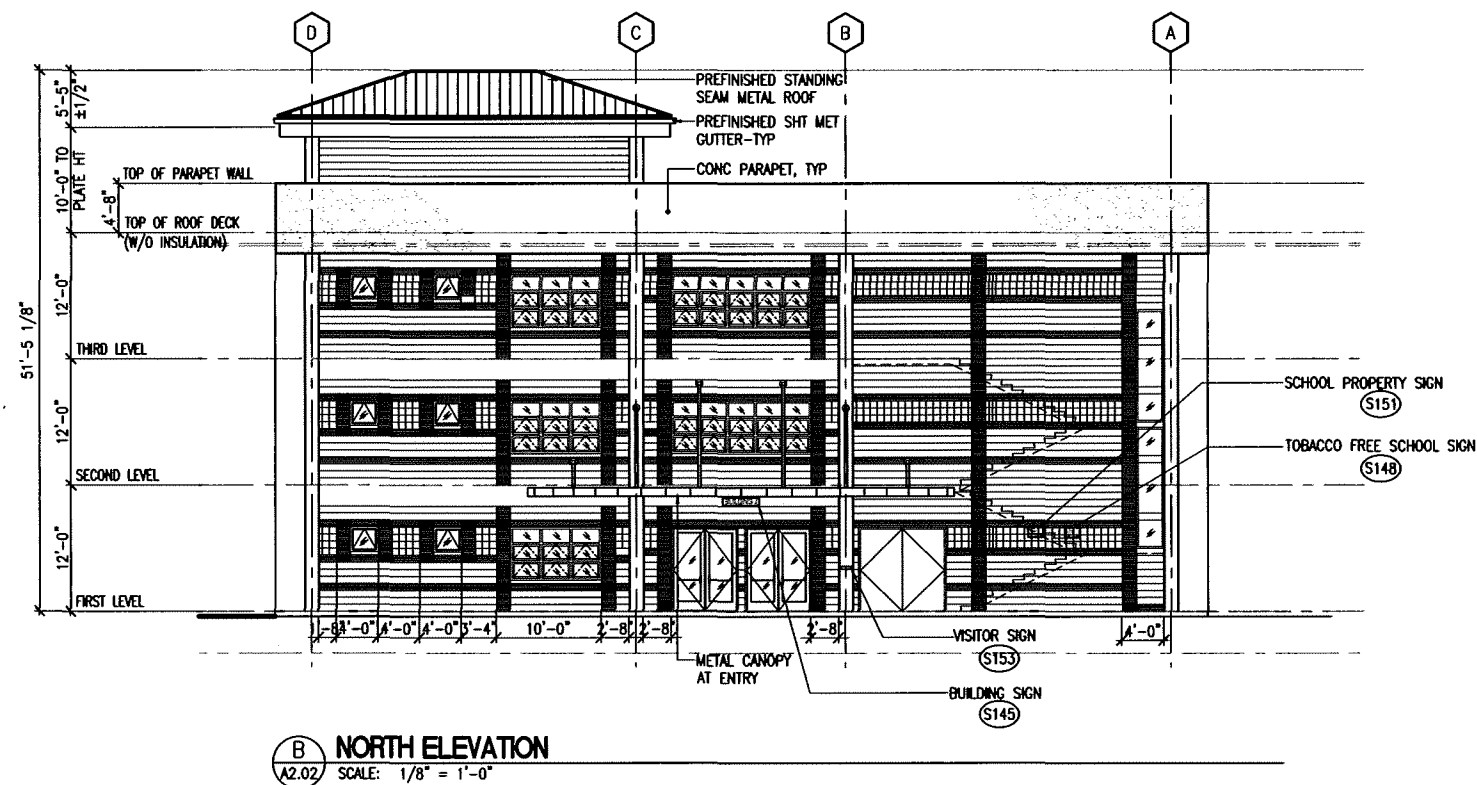 D
C
B
A
PREFINISHED STANDING
SEAM METAL ROOF
PREFINISHED SHT MET
GUTTER-TYP
CONC PARAPET, TYP
5'-5"
±1/2"
10'-0" TO
PLATE HT
4'-8"
TOP OF PARAPET WALL
TOP OF ROOF DECK
(W/O INSULATION)
51'-5 1/8"
12'-0"
THIRD LEVEL
12'-0"
SECOND LEVEL
12'-0"
FIRST LEVEL
SCHOOL PROPERTY SIGN
S151
TOBACCO FREE SCHOOL SIGN
S148
4'-0"
4'-0"
3'-4"
10'-0"
2'-8"
2'-8"
2'-8"
4'-0"
VISITOR SIGN
S153
METAL CANOPY
AT ENTRY
BUILDING SIGN
S145
B
A2.02
NORTH ELEVATION
SCALE: 1/8" = 1'-0"